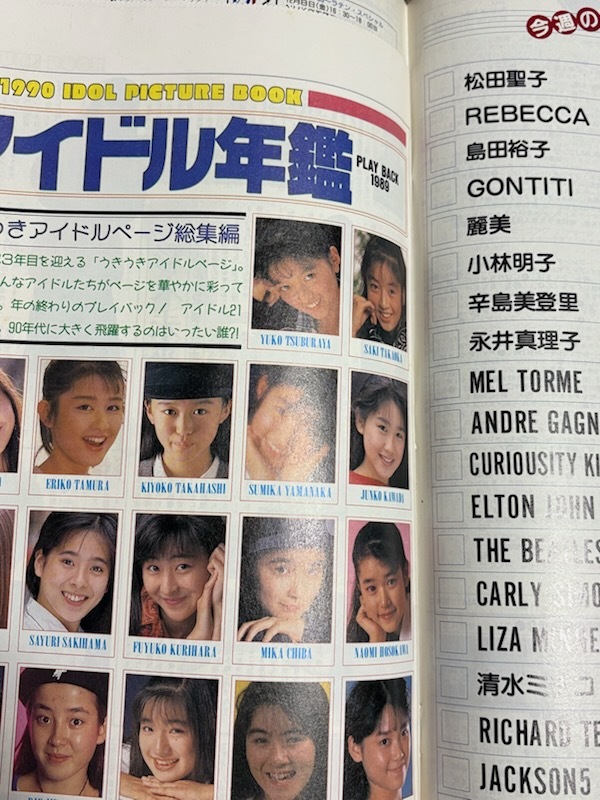 1990 IDOL PICTURE BOOK
アイドル年鑑
PLAY BACK
1989
きアイドルページ総集編
3年目を迎える「うきうきアイドルページ」。
んなアイドルたちがページを華やかに彩って
。年の終わりのプレイバック! アイドル21
。90年代に大きく飛躍するのはいったい誰?!
YUKO TSUBURAYA
SAKI TAKAOKA
ERIKO TAMURA
KIYOKO TAKAHASHI
SUMIKA YAMANAKA
JUNKO KAWADA
SAYURI SAKIHAMA
FUYUKO KURIHARA
MIKA CHIBA
NAOMI HOSOKAWA
今週の
松田聖子
REBECCA
島田裕子
GONTITI
麗美
小林明子
辛島美登里
永井真理子
MEL TORME
ANDRE GAGN
CURIOUSITY KI
ELTON JOHN
THE BEATLES
CARLY SIMO
LIZA MINNE
清水ミチコ
RICHARD TE
JACKSON5